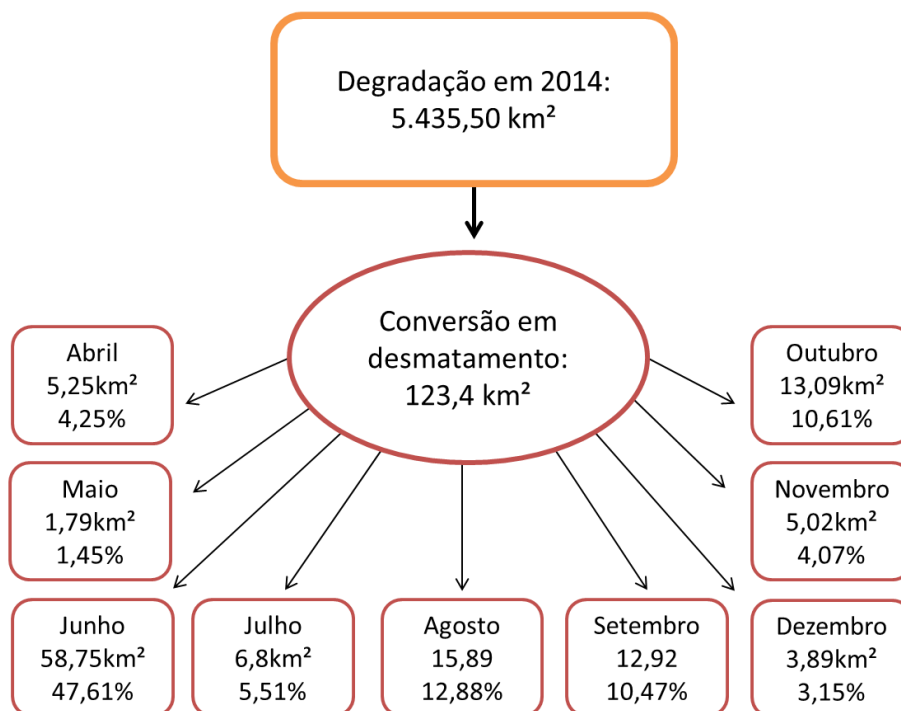 Degradação em 2014:
5.435,50 km²
Conversão em
desmatamento:
123,4 km²
Abril
5,25km²
4,25%
Maio
1,79km²
1,45%
Junho
58,75km²
47,61%
Julho
6,8km²
5,51%
Agosto
15,89
12,88%
Setembro
12,92
10,47%
Outubro
13,09km²
10,61%
Novembro
5,02km²
4,07%
Dezembro
3,89km²
3,15%